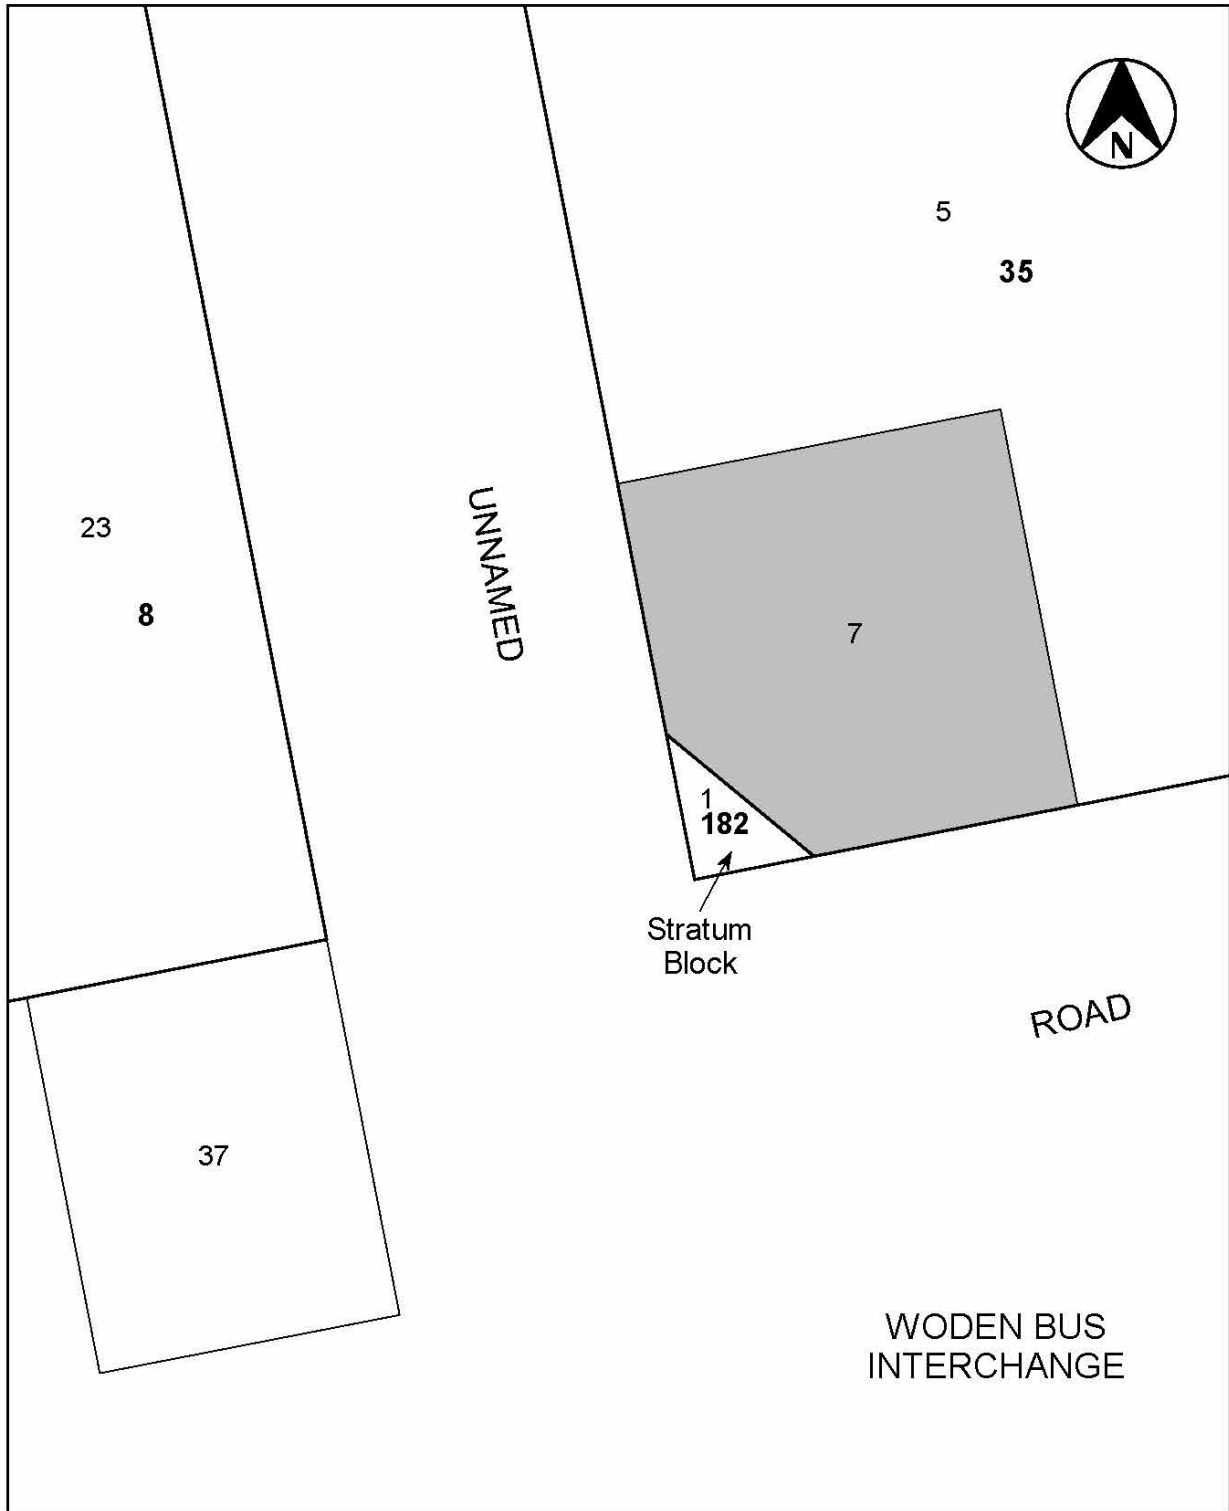 N
5
35
23
8
UNNAMED
7
1
182
Stratum
Block
ROAD
37
WODEN BUS
INTERCHANGE